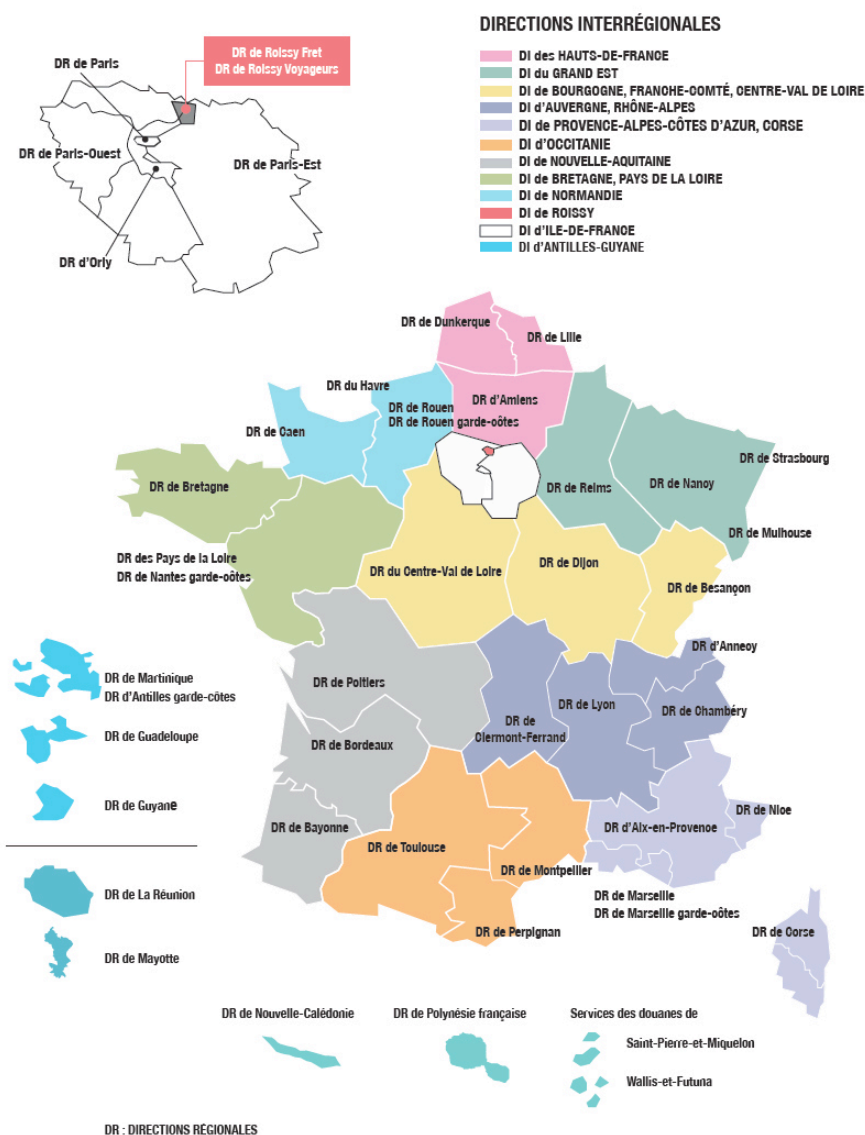 DIRECTIONS INTERRÉGIONALES
DI des HAUTS-DE-FRANCE
DI du GRAND EST
DI de BOURGOGNE, FRANCHE-COMTÉ, CENTRE-VAL DE LOIRE
DI d'AUVERGNE, RHÔNE-ALPES
DI de PROVENCE-ALPES-CÔTES D'AZUR, CORSE
DI d'OCCITANIE
DI de NOUVELLE-AQUITAINE
DI de BRETAGNE, PAYS DE LA LOIRE
DI de NORMANDIE
DI de ROISSY
DI d'ILE-DE-FRANCE
DI d'ANTILLES-GUYANE
DR de Roissy Fret
DR de Roissy Voyageurs
DR de Paris
DR de Paris-Ouest
DR de Paris-Est
DR d'Orly
DR de Dunkerque
DR de Lille
DR du Havre
DR d'Amiens
DR de Rouen
DR de Rouen garde-oôtes
DR de Oaen
DR de Strasbourg
DR de Bretagne
DR de Reims
DR de Nanoy
DR de Mulhouse
DR des Pays de la Loire
DR de Nantes garde-oôtes
DR du Centre-Val de Loire
DR de Dijon
DR de Besançon
DR d'Anneoy
DR de Martinique
DR d'Antilles garde-côtes
DR de Poitiers
DR de Lyon
DR de Chambéry
DR de
Clermont-Ferrand
DR de Guadeloupe
DR de Bordeaux
DR de Guyane
DR de Nioe
DR de Bayonne
DR d'Aix-en-Provenoe
DR de Toulouse
DR de Montpellier
DR de La Réunion
DR de Marseille
DR de Marseille garde-oôtes
DR de Perpignan
DR de Corse
DR de Mayotte
DR de Nouvelle-Calédonie
DR de Polynésie française
Services des douanes de
Saint-Pierre-et-Miquelon
Wallis-et-Futuna
DR : DIRECTIONS RÉGIONALES